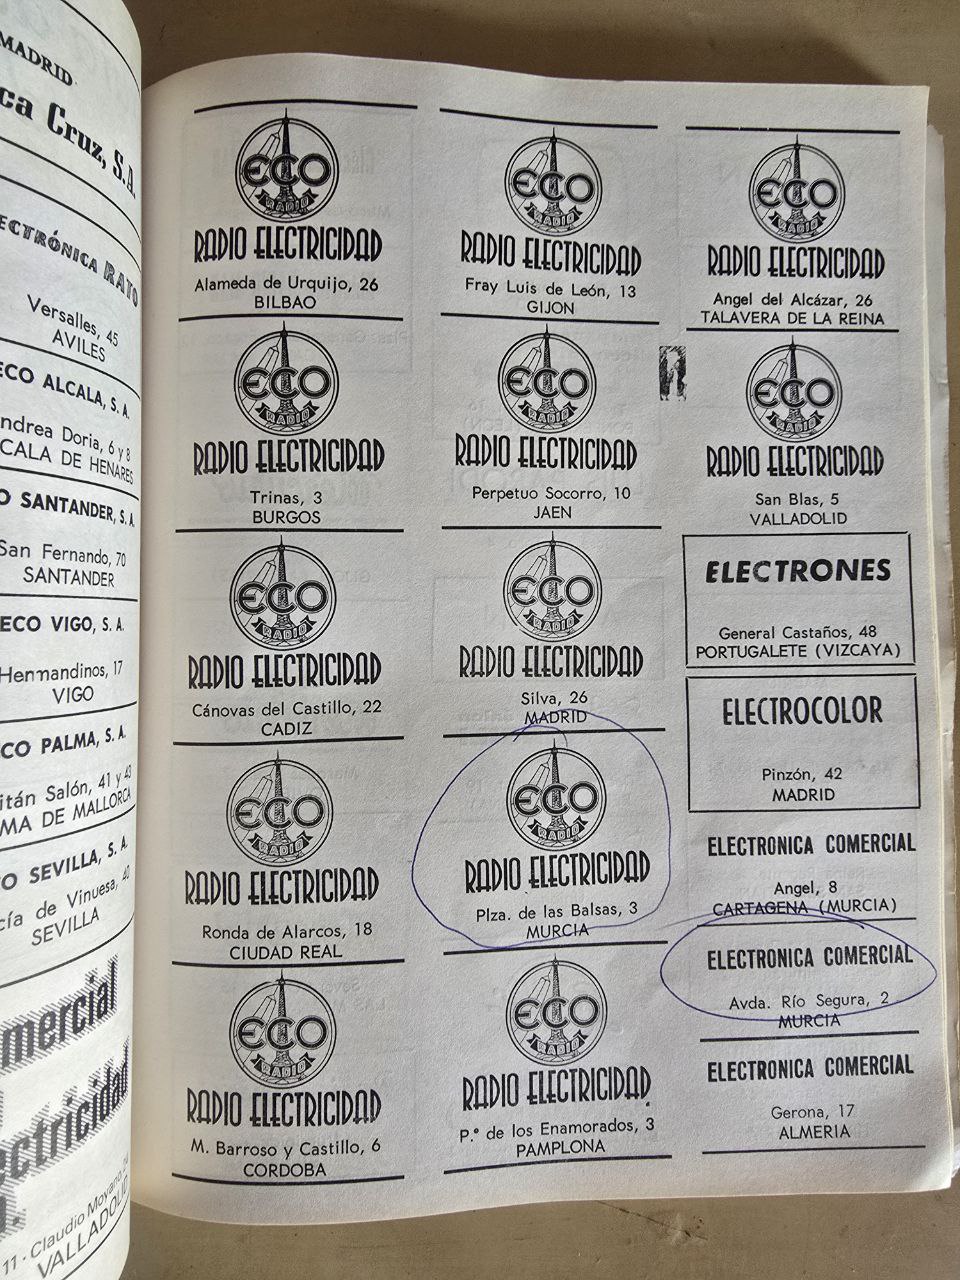 MADRID
ca Cruz, S.A.
ECTRÓNICA RATO
Versalles, 45
AVILES
ECO ALCALA, S. A.
ndrea Doria, 6 y 8
CALA DE HENARES
O SANTANDER, S. A.
San Fernando, 70
SANTANDER
ECO VIGO, S. A.
Hernandinos, 17
VIGO
CO PALMA, S. A.
itán Salón, 41 y 43
MA DE MALLORCA
O SEVILLA, S. A.
cía de Vinuesa, 40
SEVILLA
mercial
ectricidad
11 - Claudio Moyano, 24
VALLADOLID
ECO
RADIO
RADIO ELECTRICIDAD
Alameda de Urquijo, 26
BILBAO
ECO
RADIO
RADIO ELECTRICIDAD
Trinas, 3
BURGOS
ECO
RADIO
RADIO ELECTRICIDAD
Cánovas del Castillo, 22
CADIZ
ECO
RADIO
RADIO ELECTRICIDAD
Ronda de Alarcos, 18
CIUDAD REAL
ECO
RADIO
RADIO ELECTRICIDAD
M. Barroso y Castillo, 6
CORDOBA
ECO
RADIO
RADIO ELECTRICIDAD
Fray Luis de León, 13
GIJON
ECO
RADIO
RADIO ELECTRICIDAD
Perpetuo Socorro, 10
JAEN
ECO
RADIO
RADIO ELECTRICIDAD
Silva, 26
MADRID
ECO
RADIO
RADIO ELECTRICIDAD
Plza. de las Balsas, 3
MURCIA
ECO
RADIO
RADIO ELECTRICIDAD
P.º de los Enamorados, 3
PAMPLONA
ECO
RADIO
RADIO ELECTRICIDAD
Angel del Alcázar, 26
TALAVERA DE LA REINA
ECO
RADIO
RADIO ELECTRICIDAD
San Blas, 5
VALLADOLID
ELECTRONES
General Castaños, 48
PORTUGALETE (VIZCAYA)
ELECTROCOLOR
Pinzón, 42
MADRID
ELECTRONICA COMERCIAL
Angel, 8
CARTAGENA (MURCIA)
ELECTRONICA COMERCIAL
Avda. Río Segura, 2
MURCIA
ELECTRONICA COMERCIAL
Gerona, 17
ALMERIA